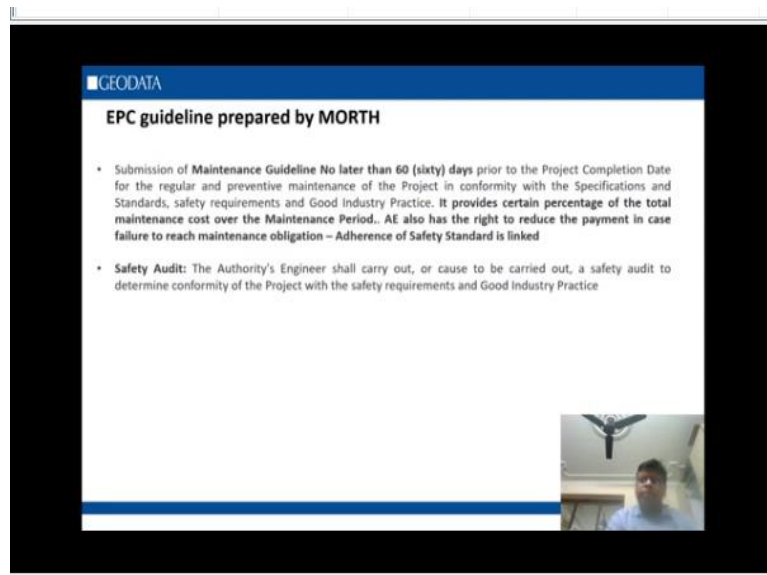 GEODATA
EPC guideline prepared by MORTH
• Submission of Maintenance Guideline No later than 60 (sixty) days prior to the Project Completion Date
for the regular and preventive maintenance of the Project in conformity with the Specifications and
Standards, safety requirements and Good Industry Practice. It provides certain percentage of the total
maintenance cost over the Maintenance Period.. AE also has the right to reduce the payment in case
failure to reach maintenance obligation – Adherence of Safety Standard is linked
• Safety Audit: The Authority's Engineer shall carry out, or cause to be carried out, a safety audit to
determine conformity of the Project with the safety requirements and Good Industry Practice